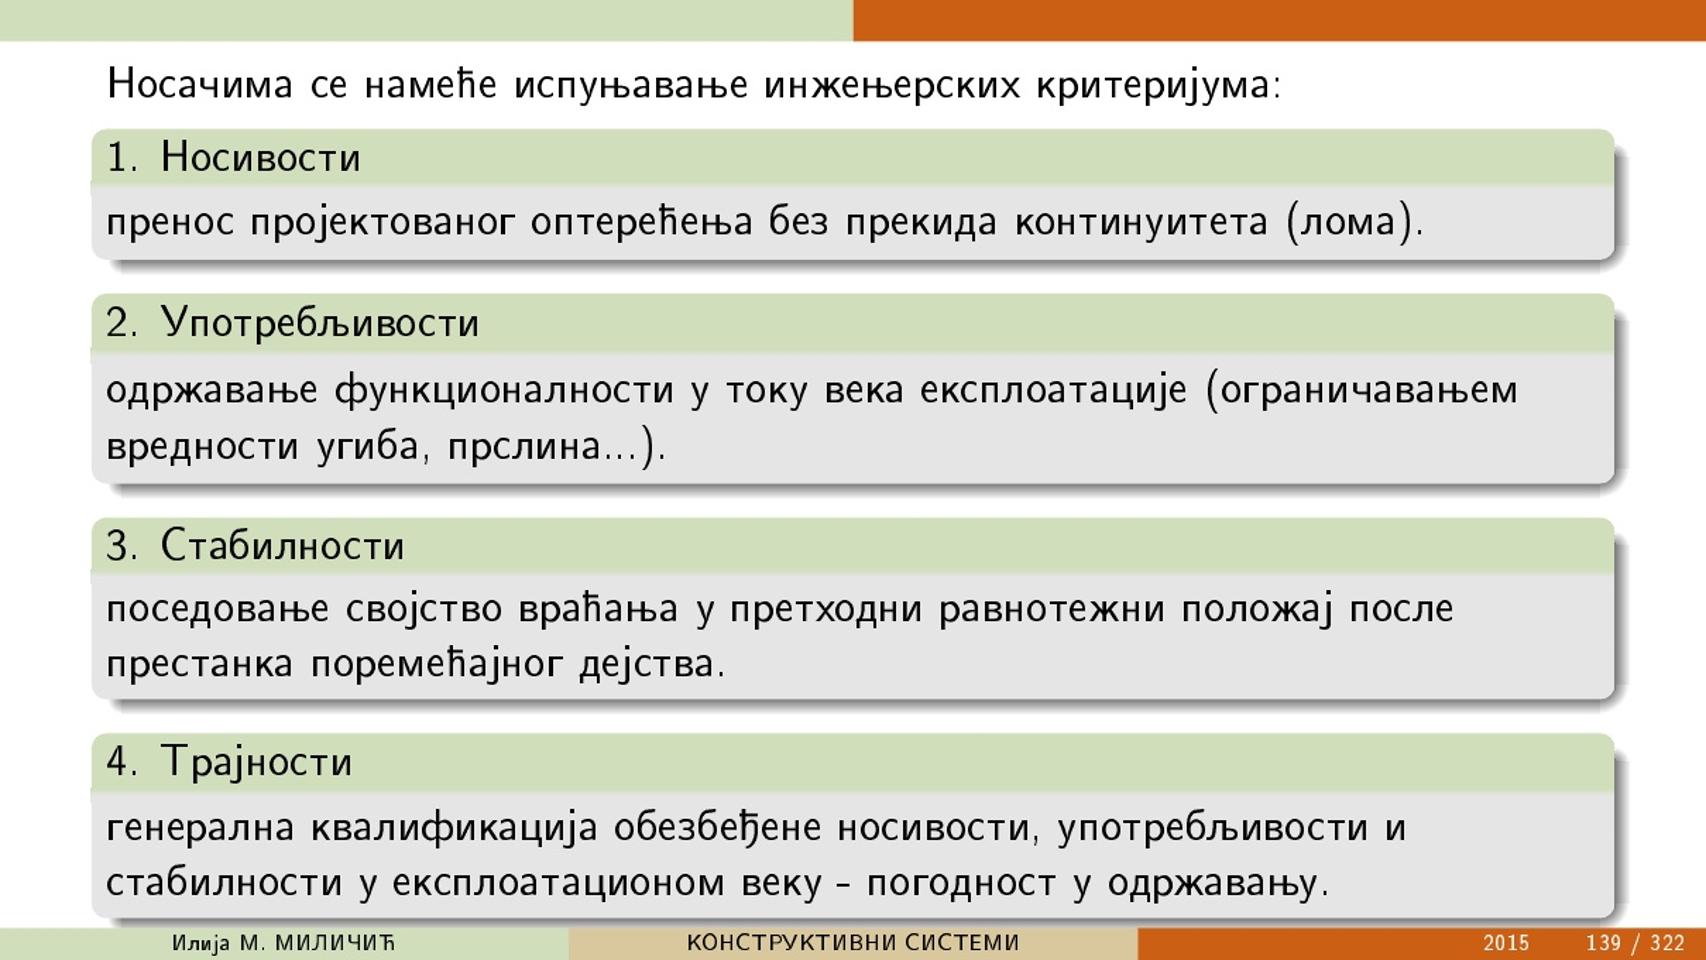 Носачима се намеће испуњавање инжењерских критеријума:
1. Носивости
пренос пројектованог оптерећења без прекида континуитета (лома).
2. Употребљивости
одржавање функционалности у току века експлоатације (ограничавањем
вредности угиба, прслина...).
3. Стабилности
поседовање својство враћања у претходни равнотежни положај после
престанка поремећајног дејства.
4. Трајности
генерална квалификација обезбеђене носивости, употребљивости и
стабилности у експлоатационом веку - погодност у одржавању.
Илија М. МИЛИЧИЋ КОНСТРУКТИВНИ СИСТЕМИ 2015 139 / 322